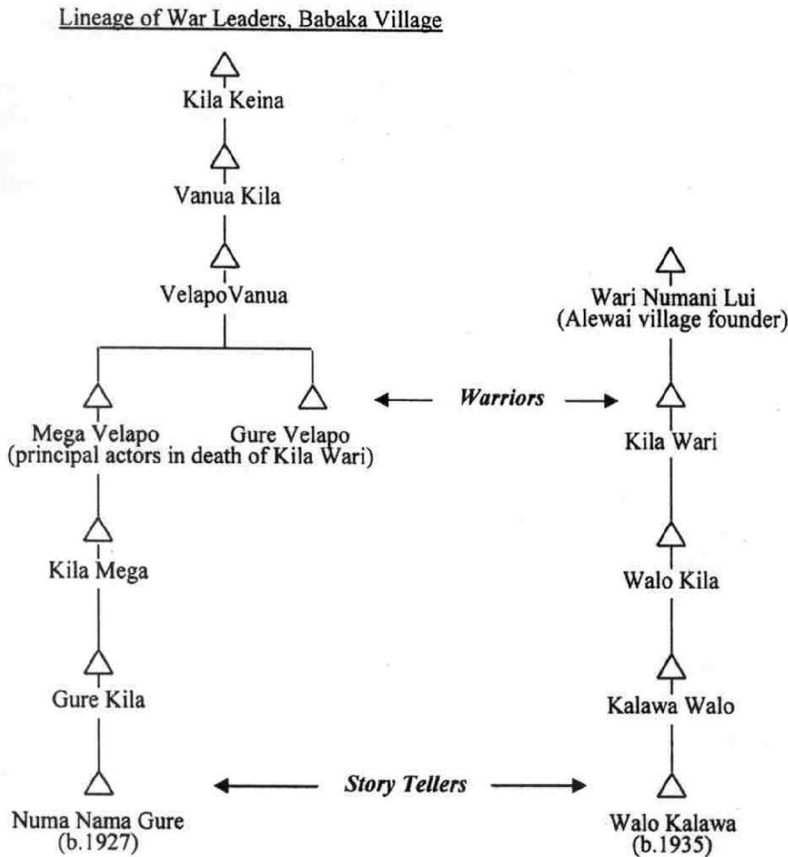 Lineage of War Leaders, Babaka Village
Kila Keina
Vanua Kila
VelapoVanua
Wari Numani Lui
(Alewai village founder)
Warriors
Mega Velapo Gure Velapo
(principal actors in death of Kila Wari)
Kila Wari
Kila Mega
Walo Kila
Gure Kila
Kalawa Walo
Story Tellers
Numa Nama Gure
(b.1927)
Walo Kalawa
(b.1935)